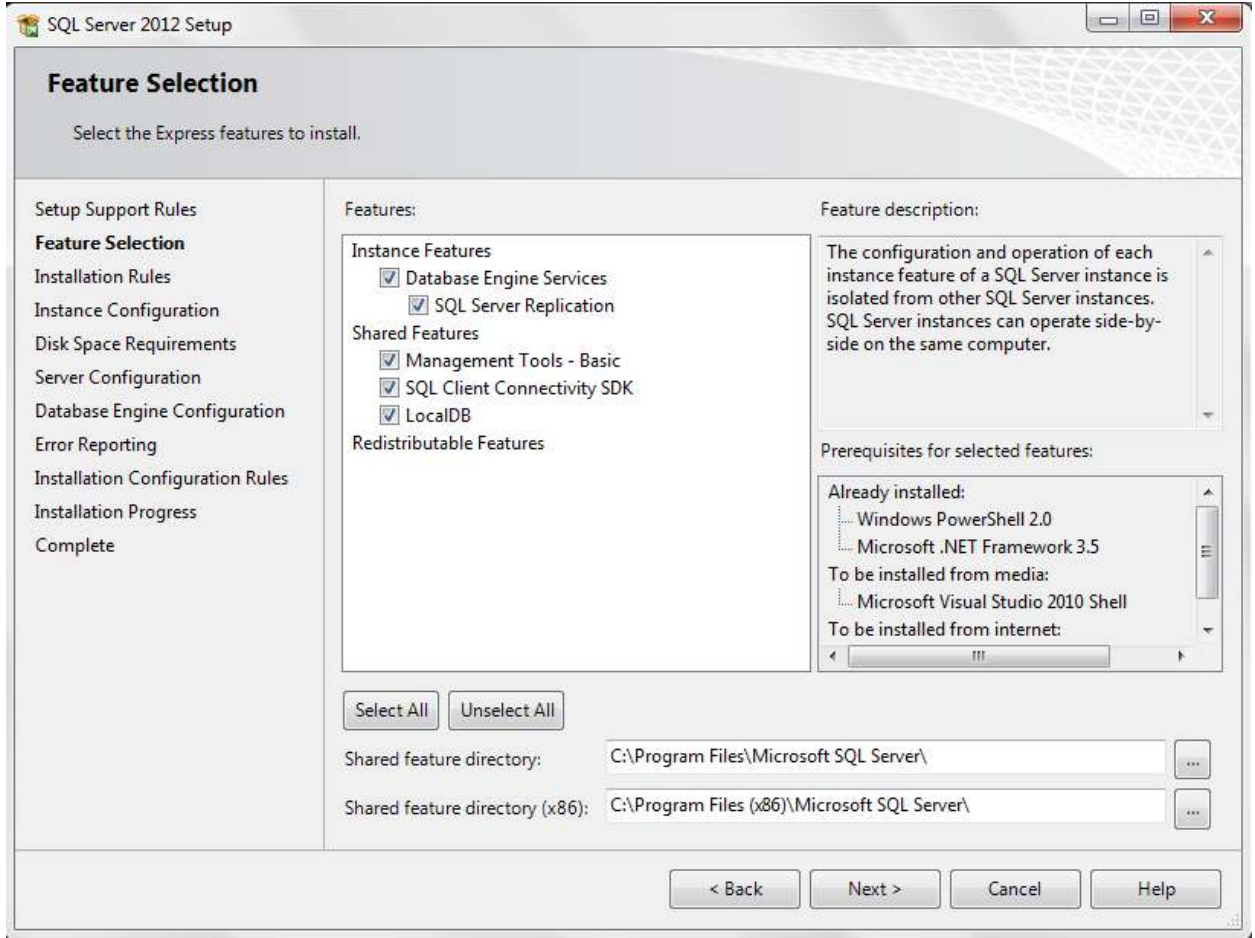 SQL Server 2012 Setup
Feature Selection
Select the Express features to install.
Setup Support Rules
Feature Selection
Installation Rules
Instance Configuration
Disk Space Requirements
Server Configuration
Database Engine Configuration
Error Reporting
Installation Configuration Rules
Installation Progress
Complete
Features:
Instance Features
Database Engine Services
SQL Server Replication
Shared Features
Management Tools - Basic
SQL Client Connectivity SDK
LocalDB
Redistributable Features
Feature description:
The configuration and operation of each
instance feature of a SQL Server instance is
isolated from other SQL Server instances.
SQL Server instances can operate side-by-
side on the same computer.
Prerequisites for selected features:
Already installed:
Windows PowerShell 2.0
Microsoft .NET Framework 3.5
To be installed from media:
Microsoft Visual Studio 2010 Shell
To be installed from internet:
Select All
Unselect All
Shared feature directory:
C:\Program Files\Microsoft SQL Server\
...
Shared feature directory (x86):
C:\Program Files (x86)\Microsoft SQL Server\
...
< Back
Next >
Cancel
Help